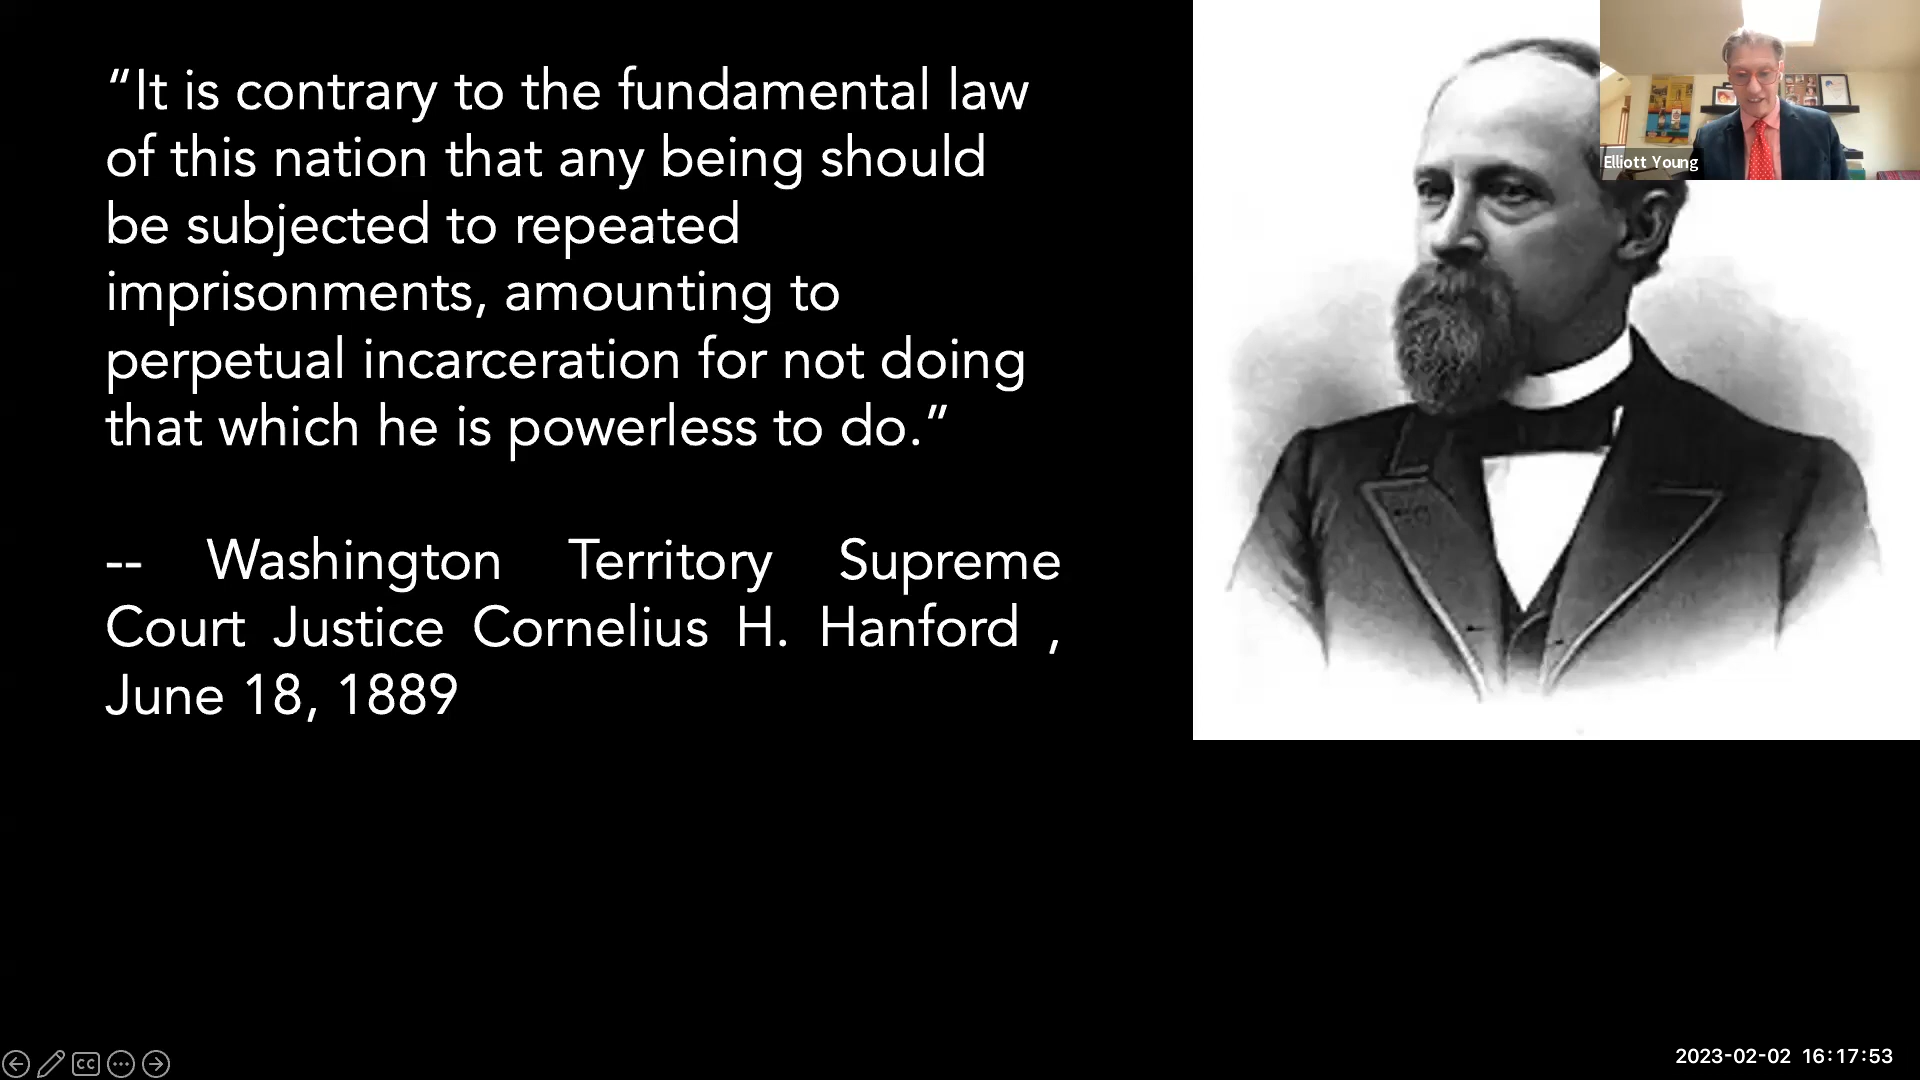 “It is contrary to the fundamental law
of this nation that any being should
be subjected to repeated
imprisonments, amounting to
perpetual incarceration for not doing
that which he is powerless to do.”
-- Washington Territory Supreme
Court Justice Cornelius H. Hanford ,
June 18, 1889
Elliott Young
CC
2023-02-02 16:17:53